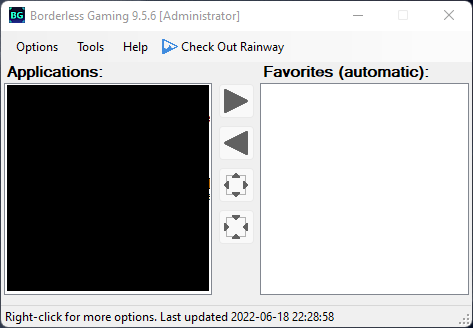 BG Borderless Gaming 9.5.6 [Administrator]
Options Tools Help Check Out Rainway
Applications: Favorites (automatic):
Right-click for more options. Last updated 2022-06-18 22:28:58